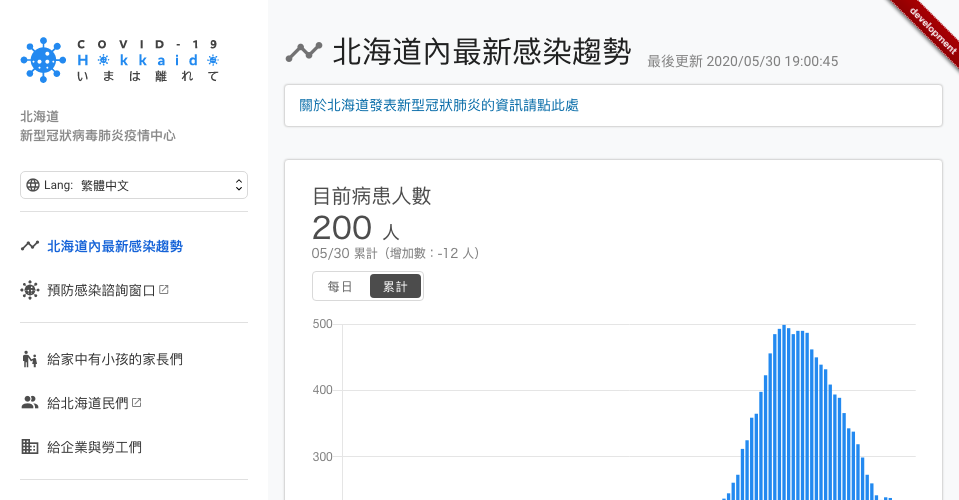 COVID-19
Hokkaido
いまは離れて
北海道
新型冠狀病毒肺炎疫情中心
Lang: 繁體中文
北海道內最新感染趨勢
預防感染諮詢窗口
給家中有小孩的家長們
給北海道民們
給企業與勞工們
北海道內最新感染趨勢
最後更新 2020/05/30 19:00:45
development
關於北海道發表新型冠狀肺炎的資訊請點此處
目前病患人數
200 人
05/30 累計（增加數：-12 人）
每日 累計
500
400
300